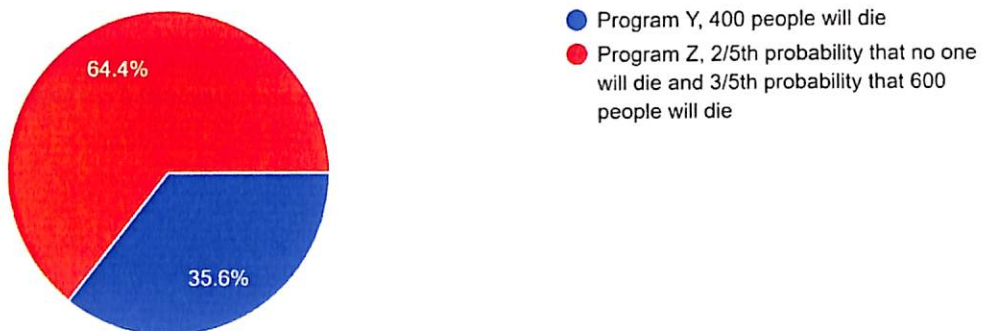 Program Y, 400 people will die
Program Z, 2/5th probability that no one
will die and 3/5th probability that 600
people will die
64.4%
35.6%